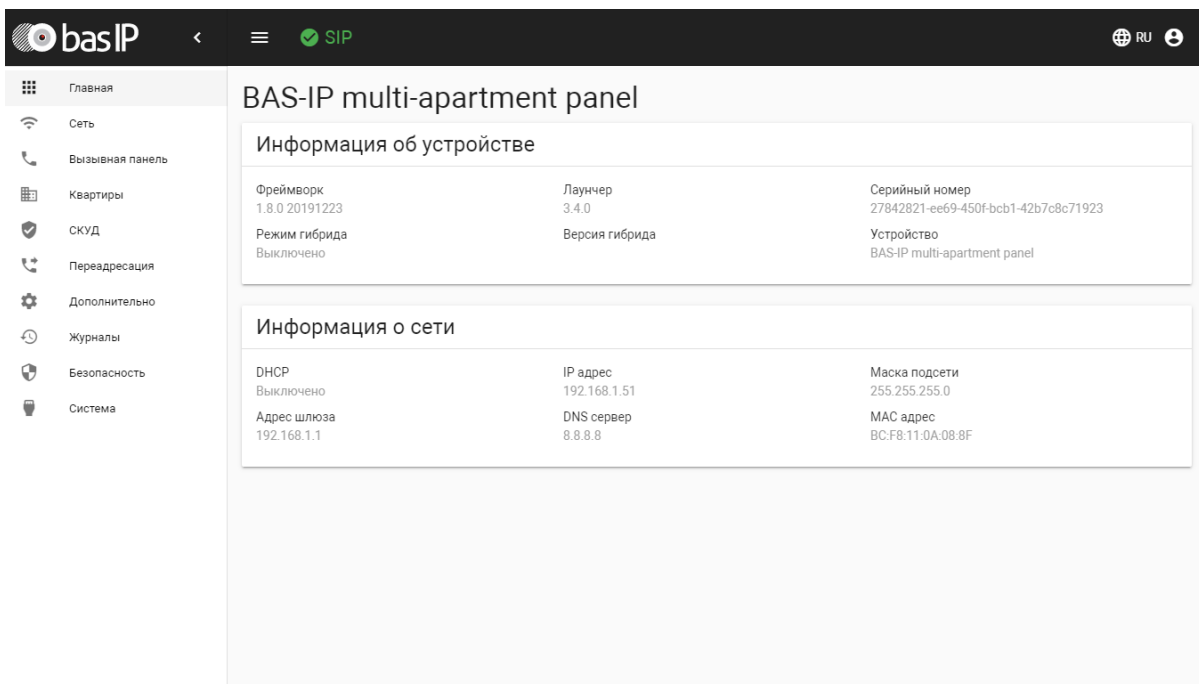 bas IP
SIP
RU
Главная
Сеть
Вызывная панель
Квартиры
СКУД
Переадресация
Дополнительно
Журналы
Безопасность
Система
BAS-IP multi-apartment panel
Информация об устройстве
Фреймворк Лаунчер Серийный номер
1.8.0 20191223 3.4.0 27842821-ee69-450f-bcb1-42b7c8c71923
Режим гибрида Версия гибрида Устройство
Выключено BAS-IP multi-apartment panel
Информация о сети
DHCP IP адрес Маска подсети
Выключено 192.168.1.51 255.255.255.0
Адрес шлюза DNS сервер MAC адрес
192.168.1.1 8.8.8.8 BC:F8:11:0A:08:8F